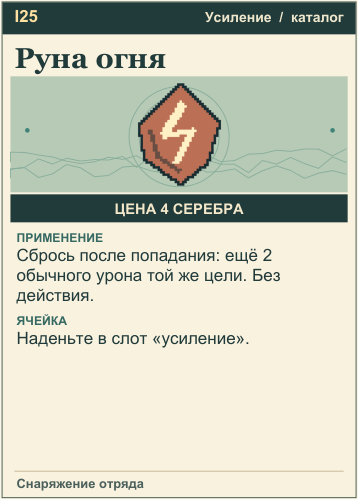 I25
Усиление / каталог
Руна огня
ЦЕНА 4 СЕРЕБРА
ПРИМЕНЕНИЕ
Сбрось после попадания: ещё 2
обычного урона той же цели. Без
действия.
ЯЧЕЙКА
Наденьте в слот «усиление».
Снаряжение отряда